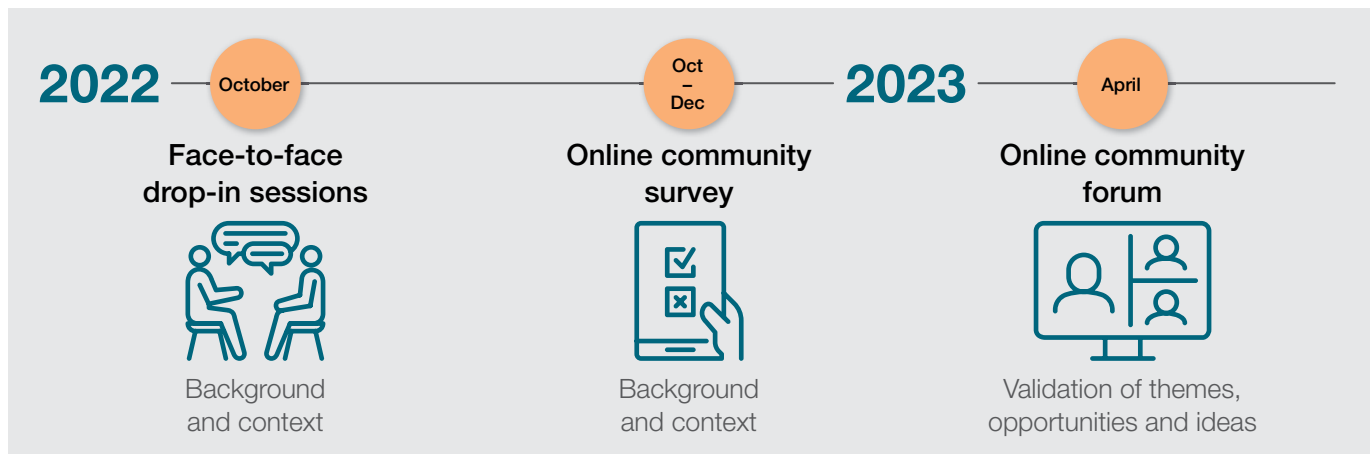 2022
October
Face-to-face
drop-in sessions
Background
and context
Oct
–
Dec
Online community
survey
Background
and context
2023
April
Online community
forum
Validation of themes,
opportunities and ideas